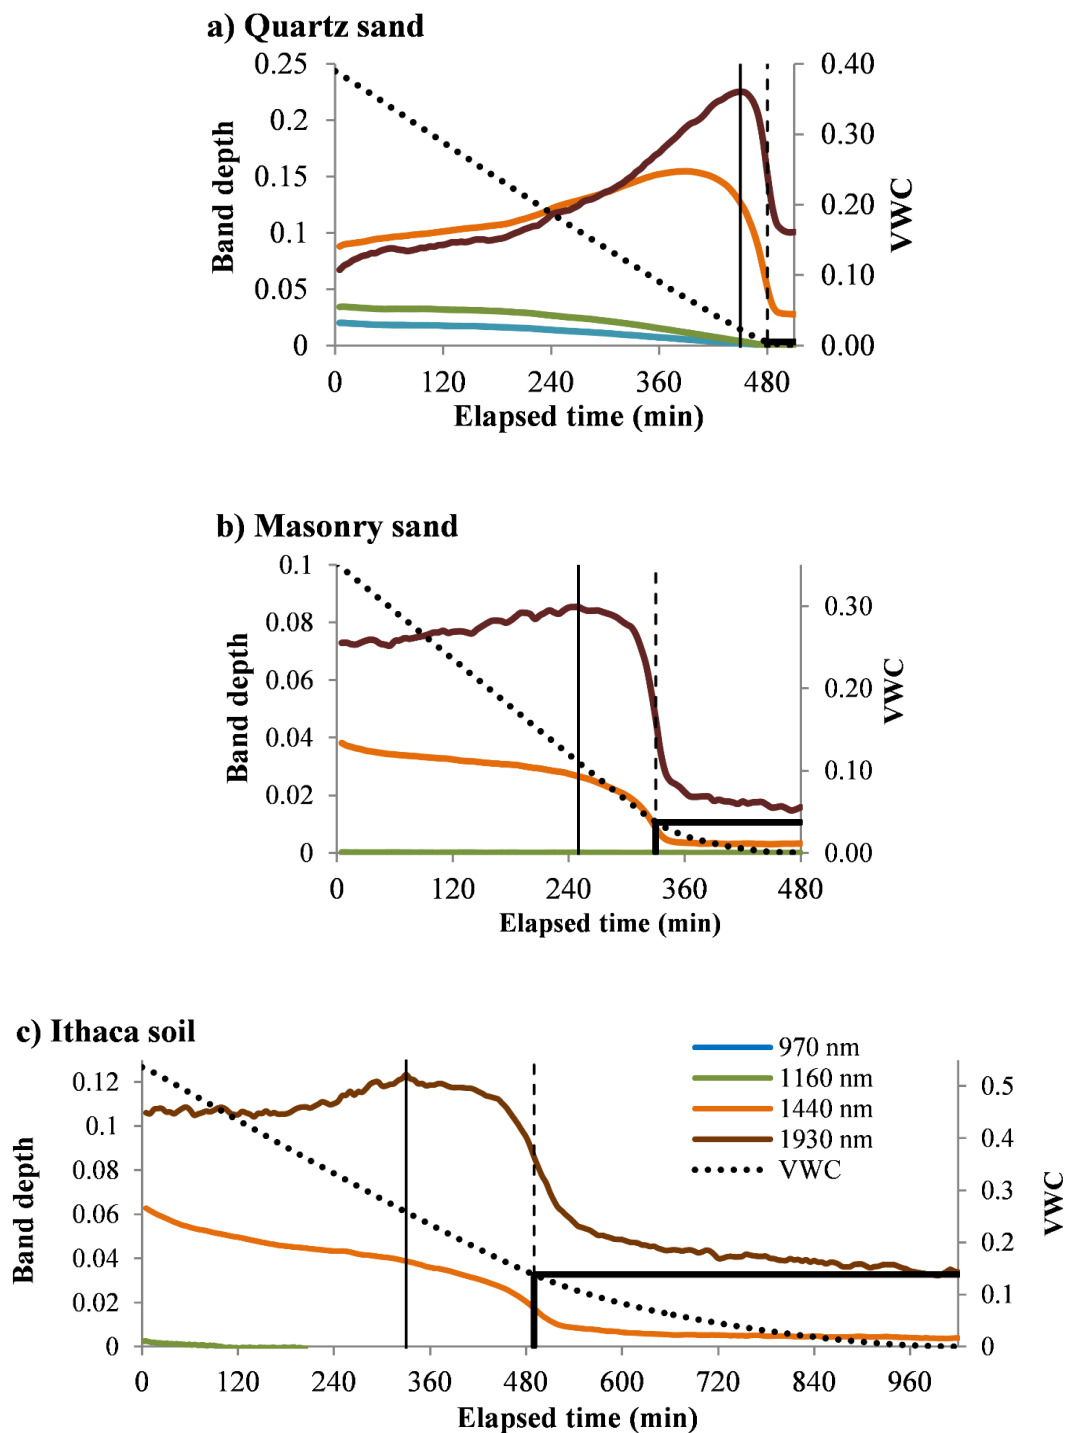 a) Quartz sand
0.25
0.2
0.15
0.1
0.05
0
Band depth
0.40
0.30
0.20
0.10
0.00
VWC
0 120 240 360 480
Elapsed time (min)
b) Masonry sand
0.1
0.08
0.06
0.04
0.02
0
Band depth
0.30
0.20
0.10
0.00
VWC
0 120 240 360 480
Elapsed time (min)
c) Ithaca soil
970 nm
1160 nm
1440 nm
1930 nm
VWC
0.12
0.1
0.08
0.06
0.04
0.02
0
Band depth
0.5
0.4
0.3
0.2
0.1
0
VWC
0 120 240 360 480 600 720 840 960
Elapsed time (min)